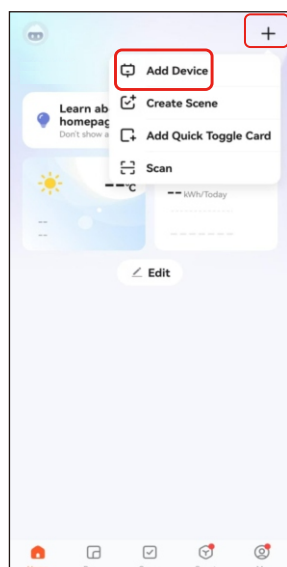 +
Add Device
Create Scene
Learn ab
homepag
Don't show a
Add Quick Toggle Card
Scan
--°C
-- kWh/Today
--
--
Edit